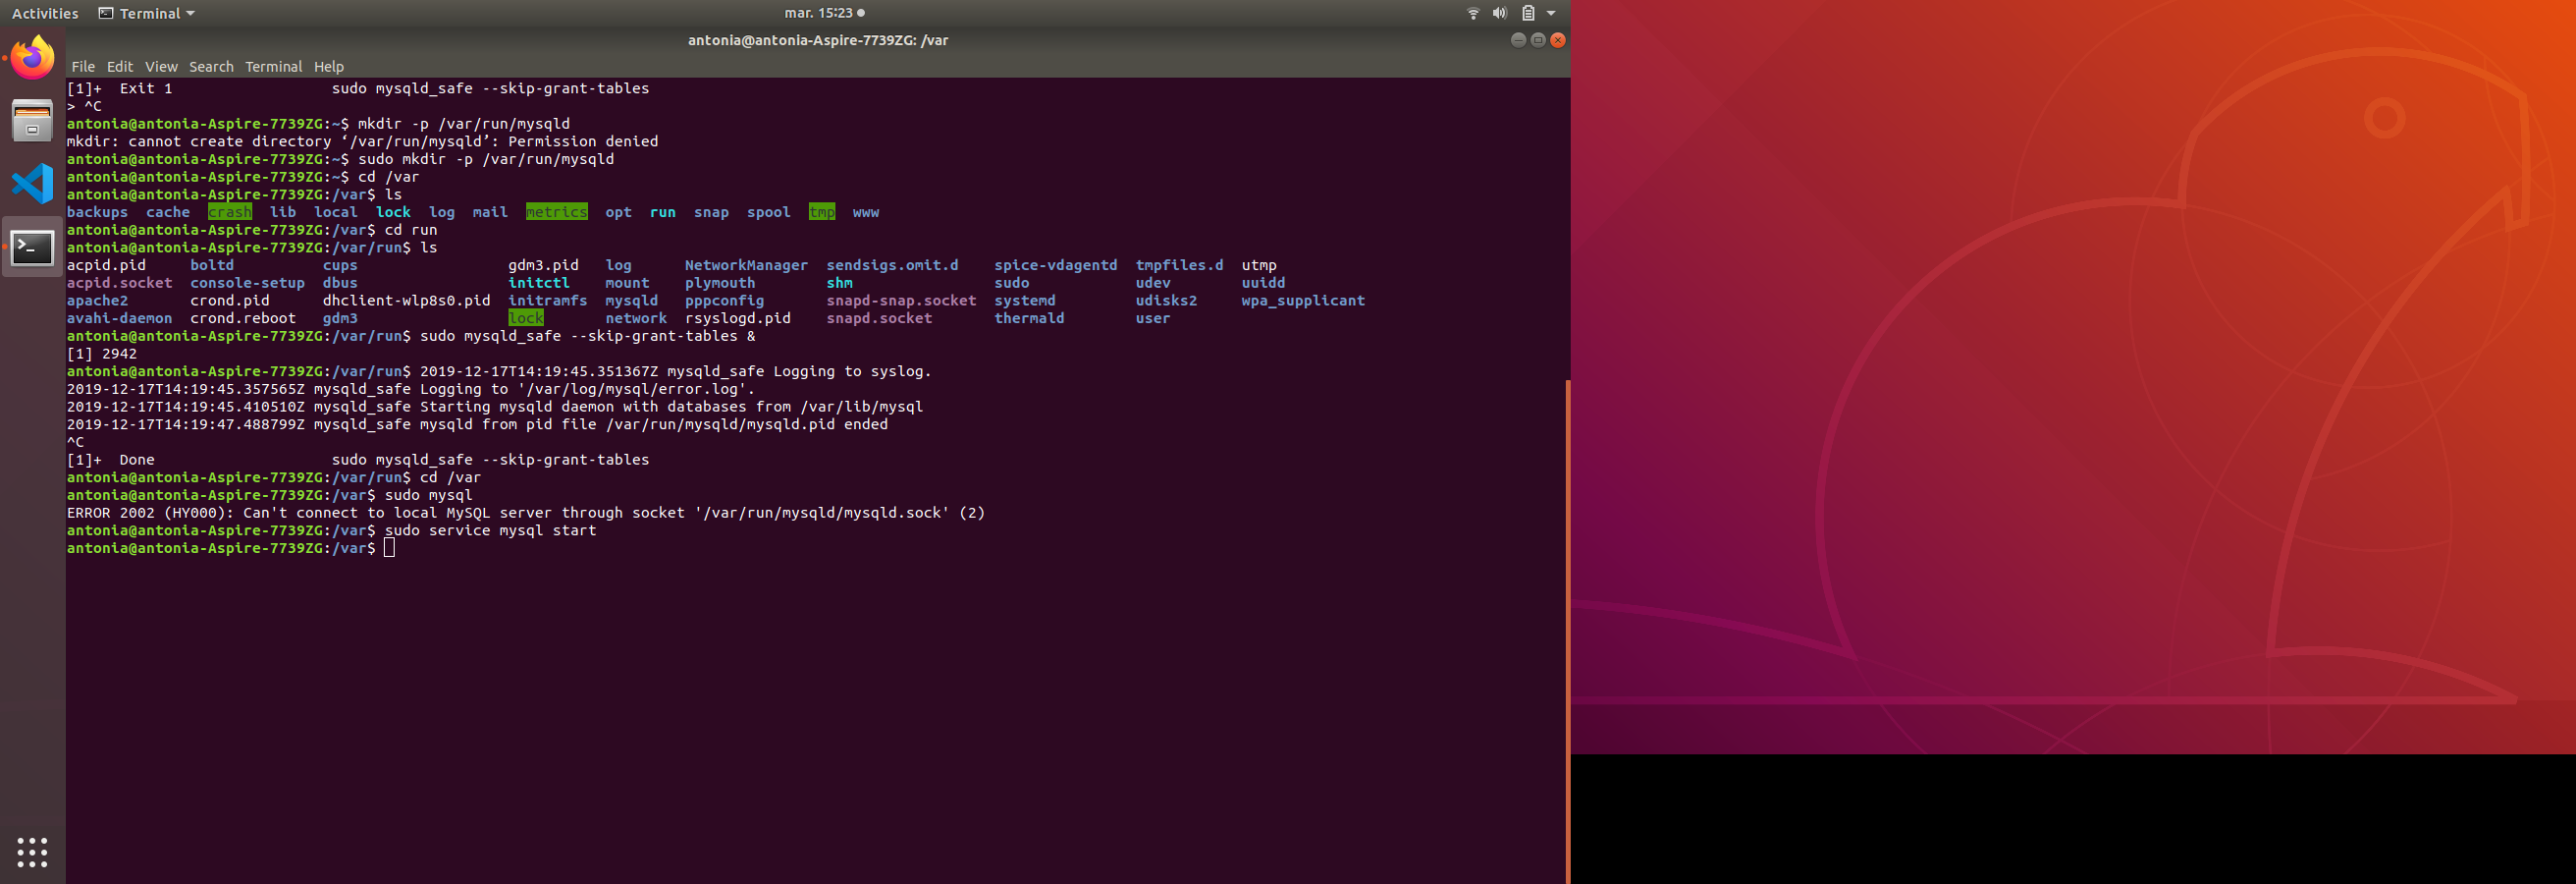 Activities Terminal mar. 15:23
antonia@antonia-Aspire-7739ZG: /var
File Edit View Search Terminal Help
[1]+  Exit 1                  sudo mysqld_safe --skip-grant-tables
> ^C
antonia@antonia-Aspire-7739ZG:~$ mkdir -p /var/run/mysqld
mkdir: cannot create directory ‘/var/run/mysqld’: Permission denied
antonia@antonia-Aspire-7739ZG:~$ sudo mkdir -p /var/run/mysqld
antonia@antonia-Aspire-7739ZG:~$ cd /var
antonia@antonia-Aspire-7739ZG:/var$ ls
backups  cache  crash  lib  local  lock  log  mail  metrics  opt  run  snap  spool  tmp  www
antonia@antonia-Aspire-7739ZG:/var$ cd run
antonia@antonia-Aspire-7739ZG:/var/run$ ls
acpid.pid     boltd          cups                 gdm3.pid   log      NetworkManager  sendsigs.omit.d    spice-vdagentd  tmpfiles.d  utmp
acpid.socket  console-setup  dbus                 initctl    mount    plymouth        shm                sudo            udev        uuidd
apache2       crond.pid      dhclient-wlp8s0.pid  initramfs  mysqld   pppconfig       snapd-snap.socket  systemd         udisks2     wpa_supplicant
avahi-daemon  crond.reboot   gdm3                 lock       network  rsyslogd.pid    snapd.socket       thermald        user
antonia@antonia-Aspire-7739ZG:/var/run$ sudo mysqld_safe --skip-grant-tables &
[1] 2942
antonia@antonia-Aspire-7739ZG:/var/run$ 2019-12-17T14:19:45.351367Z mysqld_safe Logging to syslog.
2019-12-17T14:19:45.357565Z mysqld_safe Logging to '/var/log/mysql/error.log'.
2019-12-17T14:19:45.410510Z mysqld_safe Starting mysqld daemon with databases from /var/lib/mysql
2019-12-17T14:19:47.488799Z mysqld_safe mysqld from pid file /var/run/mysqld/mysqld.pid ended
^C
[1]+  Done                    sudo mysqld_safe --skip-grant-tables
antonia@antonia-Aspire-7739ZG:/var/run$ cd /var
antonia@antonia-Aspire-7739ZG:/var$ sudo mysql
ERROR 2002 (HY000): Can't connect to local MySQL server through socket '/var/run/mysqld/mysqld.sock' (2)
antonia@antonia-Aspire-7739ZG:/var$ sudo service mysql start
antonia@antonia-Aspire-7739ZG:/var$